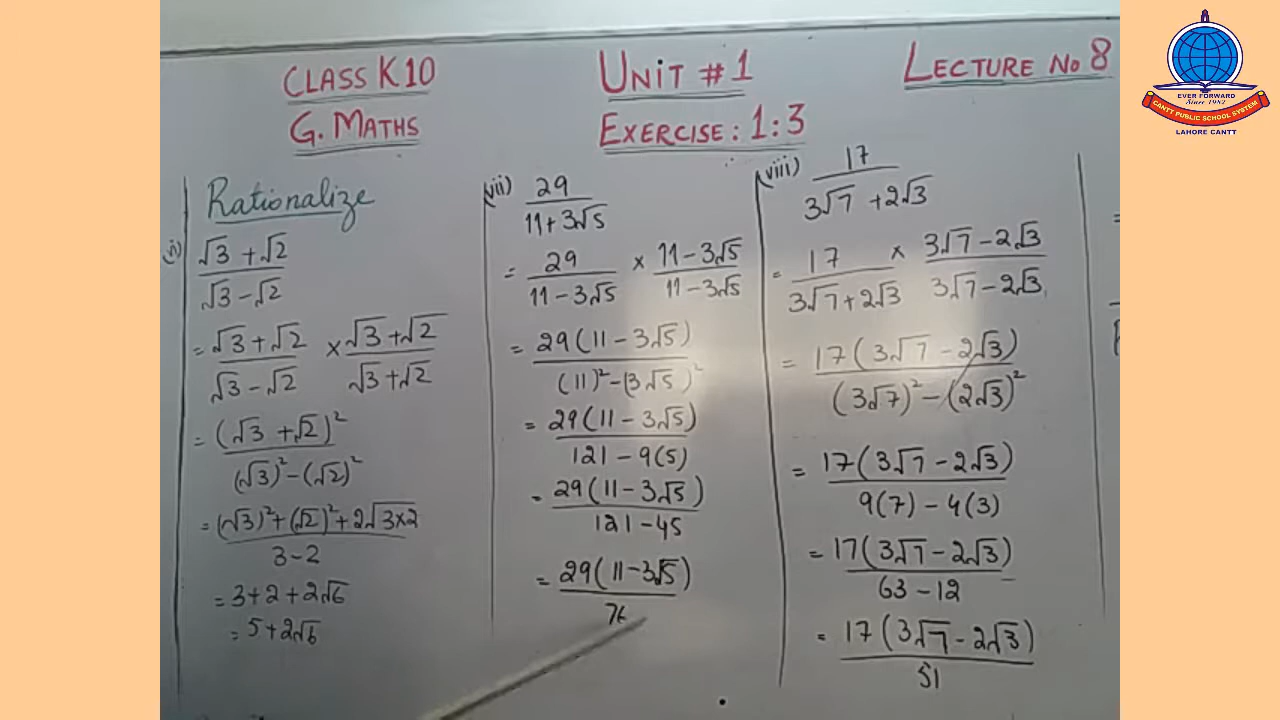 CLASS K10
G. MATHS
UNIT # 1
EXERCISE: 1:3
LECTURE No 8
EVER FORWARD
Since 1982
CANTT PUBLIC SCHOOL SYSTEM
LAHORE CANTT
Rationalize
vi) (√3 + √2)/(√3 − √2)
= (√3 + √2)/(√3 − √2) × (√3 + √2)/(√3 + √2)
= (√3 + √2)²/((√3)² − (√2)²)
= ((√3)² + (√2)² + 2√3×2)/(3 − 2)
= 3 + 2 + 2√6
= 5 + 2√6
vii) 29/(11 + 3√5)
= 29/(11 − 3√5) × (11 − 3√5)/(11 − 3√5)
= 29(11 − 3√5)/((11)² − (3√5)²)
= 29(11 − 3√5)/(121 − 9(5))
= 29(11 − 3√5)/(121 − 45)
= 29(11 − 3√5)/76
viii) 17/(3√7 + 2√3)
= 17/(3√7 + 2√3) × (3√7 − 2√3)/(3√7 − 2√3)
= 17(3√7 − 2√3)/((3√7)² − (2√3)²)
= 17(3√7 − 2√3)/(9(7) − 4(3))
= 17(3√7 − 2√3)/(63 − 12)
= 17(3√7 − 2√3)/51